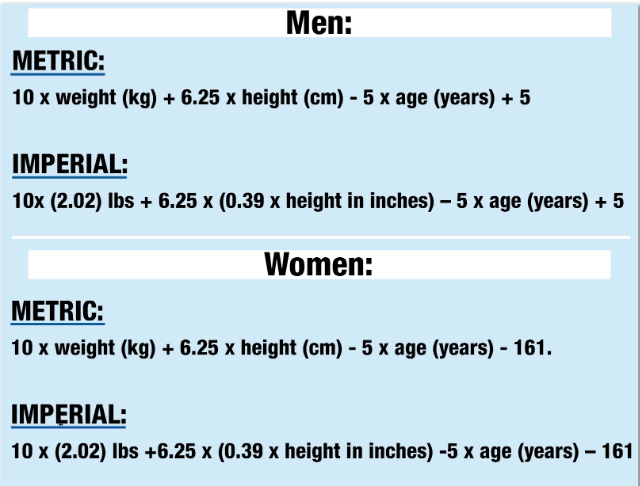 Men:
METRIC:
10 x weight (kg) + 6.25 x height (cm) - 5 x age (years) + 5
IMPERIAL:
10x (2.02) lbs + 6.25 x (0.39 x height in inches) – 5 x age (years) + 5
Women:
METRIC:
10 x weight (kg) + 6.25 x height (cm) - 5 x age (years) - 161.
IMPERIAL:
10 x (2.02) lbs +6.25 x (0.39 x height in inches) -5 x age (years) – 161